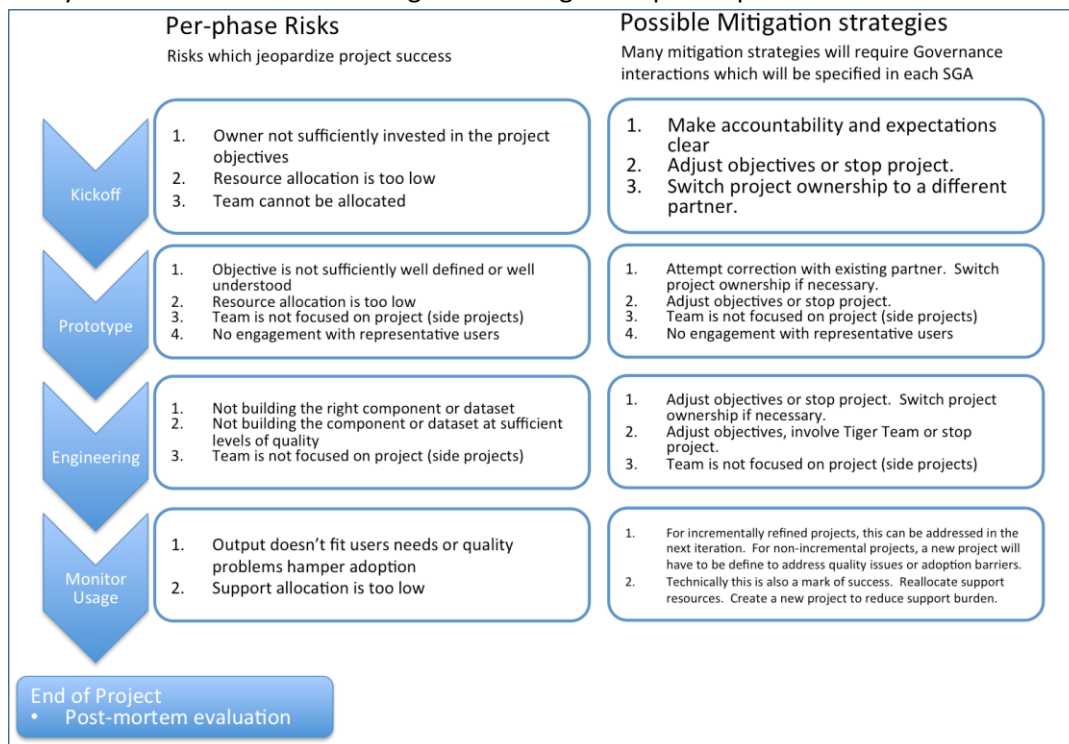 Per-phase Risks
Risks which jeopardize project success
Possible Mitigation strategies
Many mitigation strategies will require Governance
interactions which will be specified in each SGA
Kickoff
1. Owner not sufficiently invested in the project
objectives
2. Resource allocation is too low
3. Team cannot be allocated
1. Make accountability and expectations
clear
2. Adjust objectives or stop project.
3. Switch project ownership to a different
partner.
Prototype
1. Objective is not sufficiently well defined or well
understood
2. Resource allocation is too low
3. Team is not focused on project (side projects)
4. No engagement with representative users
1. Attempt correction with existing partner. Switch
project ownership if necessary.
2. Adjust objectives or stop project.
3. Team is not focused on project (side projects)
4. No engagement with representative users
Engineering
1. Not building the right component or dataset
2. Not building the component or dataset at sufficient
levels of quality
3. Team is not focused on project (side projects)
1. Adjust objectives or stop project. Switch project
ownership if necessary.
2. Adjust objectives, involve Tiger Team or stop
project.
3. Team is not focused on project (side projects)
Monitor
Usage
1. Output doesn't fit users needs or quality
problems hamper adoption
2. Support allocation is too low
1. For incrementally refined projects, this can be addressed in the
next iteration. For non-incremental projects, a new project will
have to be define to address quality issues or adoption barriers.
2. Technically this is also a mark of success. Reallocate support
resources. Create a new project to reduce support burden.
End of Project
• Post-mortem evaluation